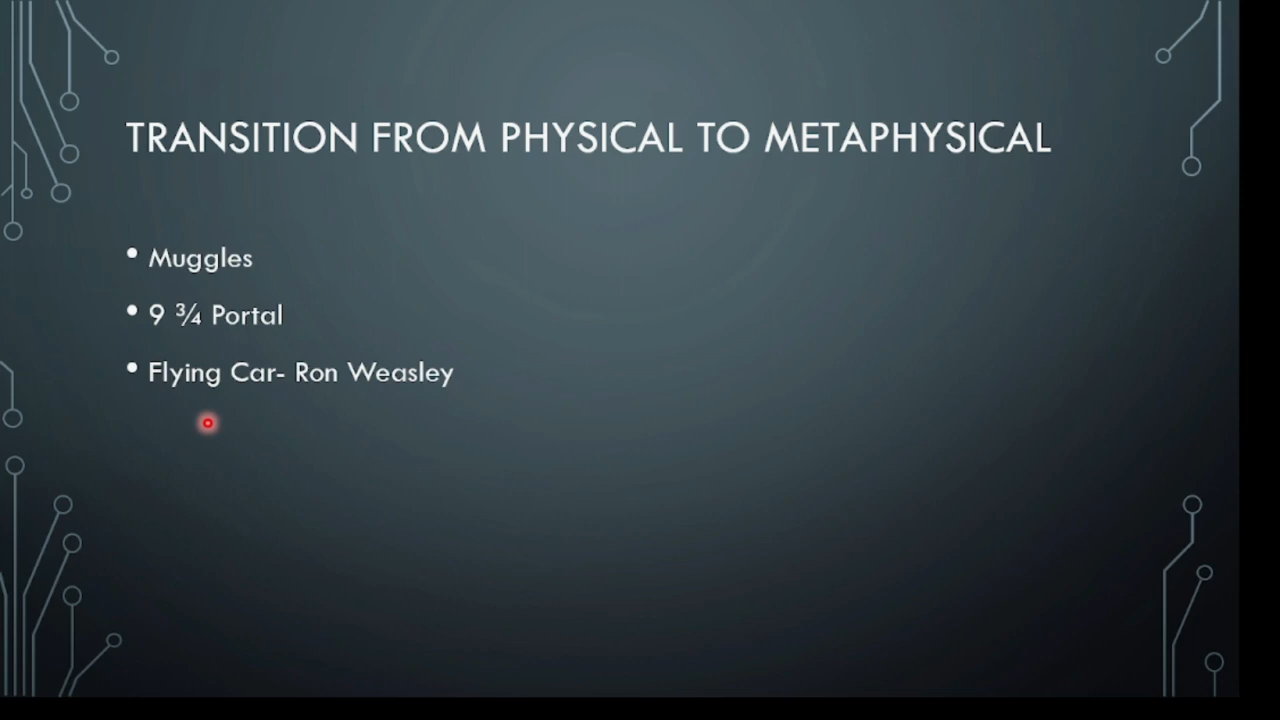 TRANSITION FROM PHYSICAL TO METAPHYSICAL
• Muggles
• 9 ¾ Portal
• Flying Car- Ron Weasley